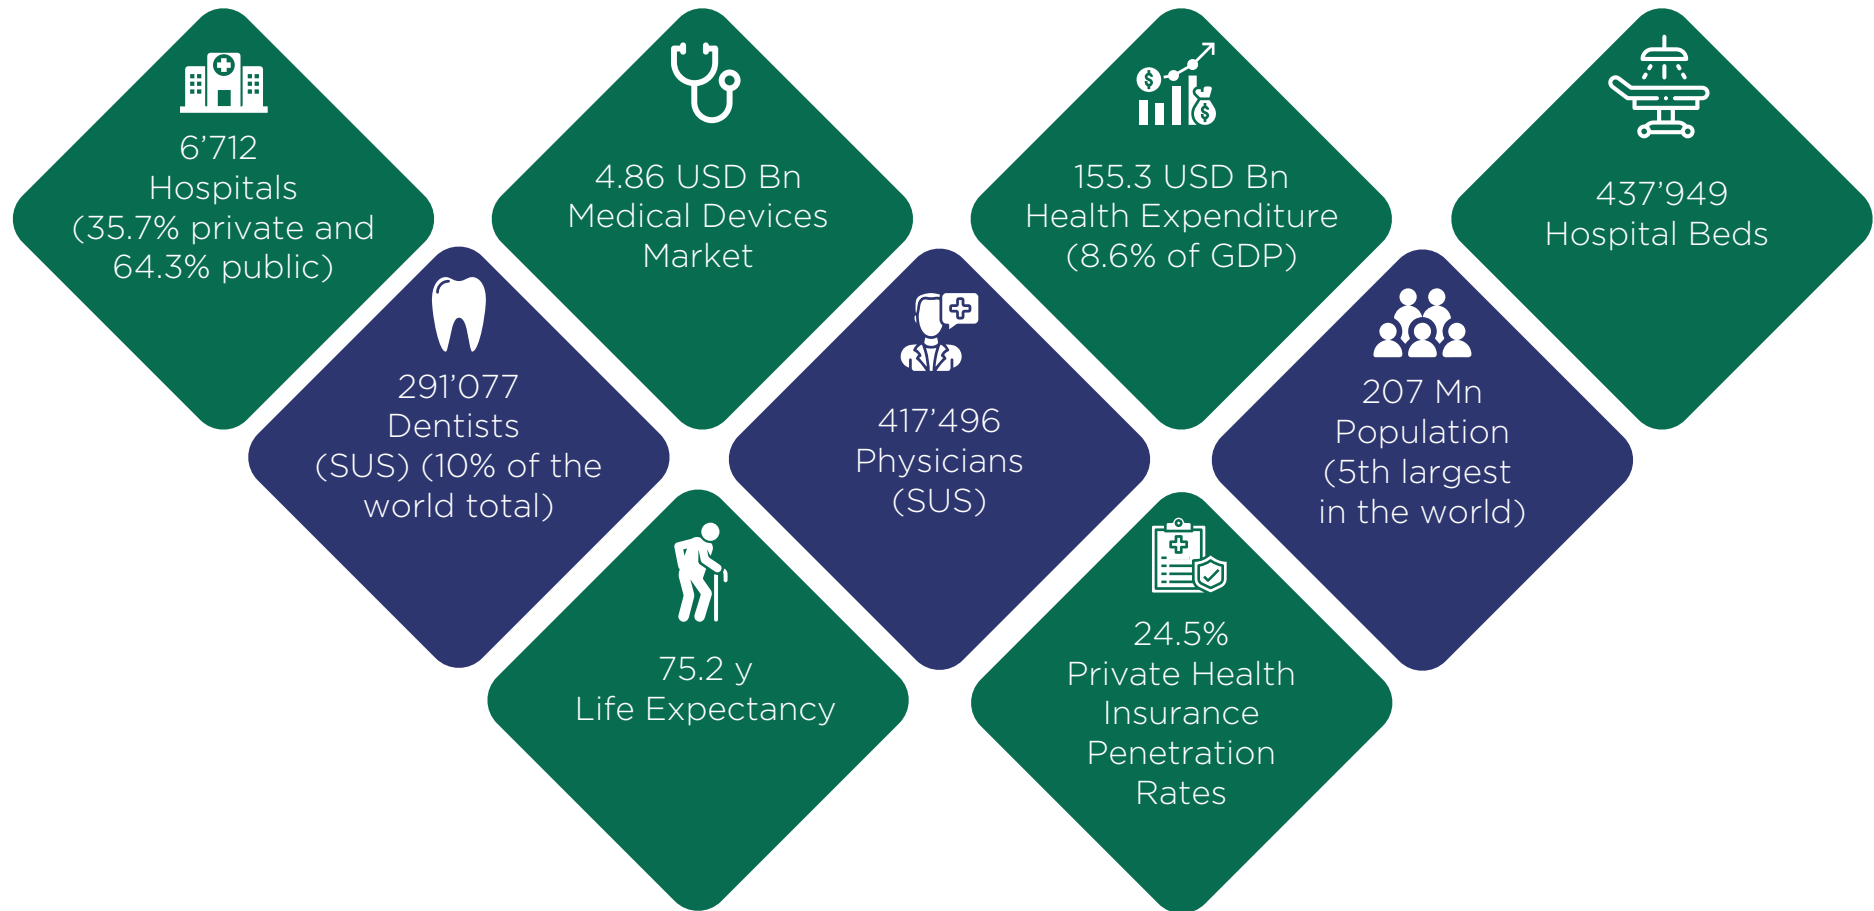 6’712
Hospitals
(35.7% private and
64.3% public)
4.86 USD Bn
Medical Devices
Market
155.3 USD Bn
Health Expenditure
(8.6% of GDP)
437’949
Hospital Beds
291’077
Dentists
(SUS) (10% of the
world total)
417’496
Physicians
(SUS)
207 Mn
Population
(5th largest
in the world)
75.2 y
Life Expectancy
24.5%
Private Health
Insurance
Penetration
Rates